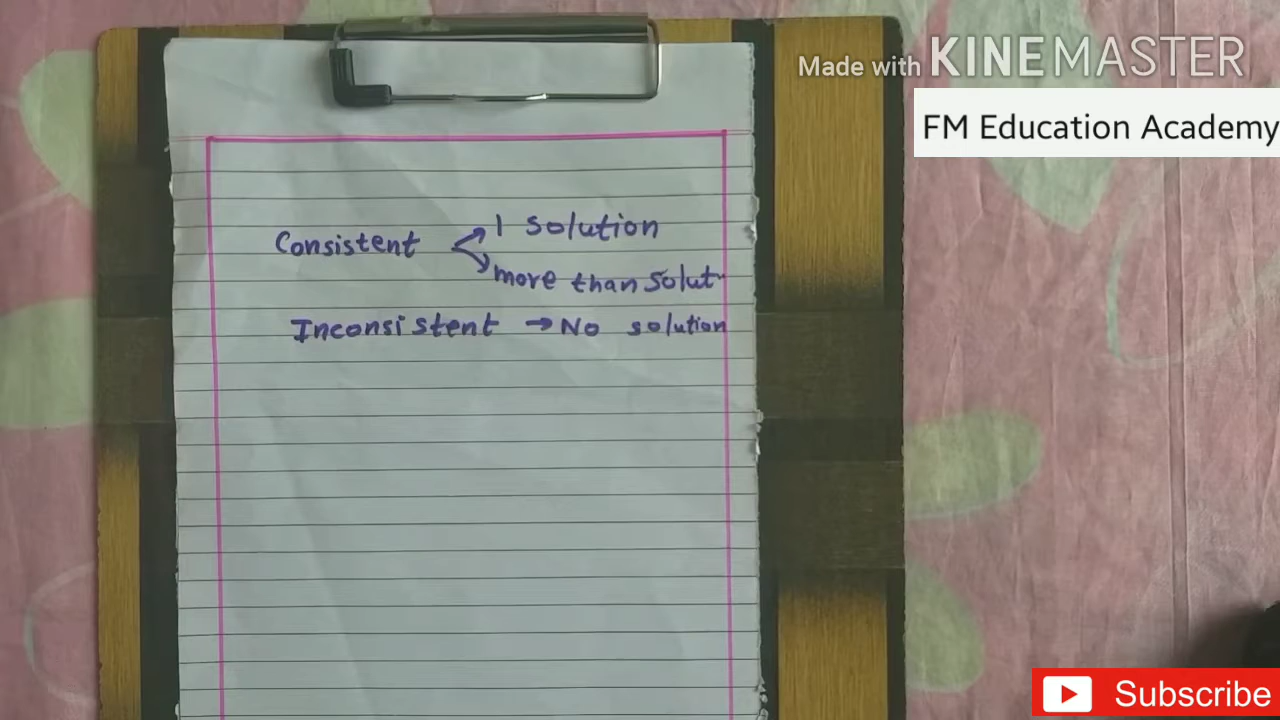 Made with KINEMASTER
FM Education Academy
Consistent
1 Solution
more than solut
Inconsistent → No solution
Subscribe